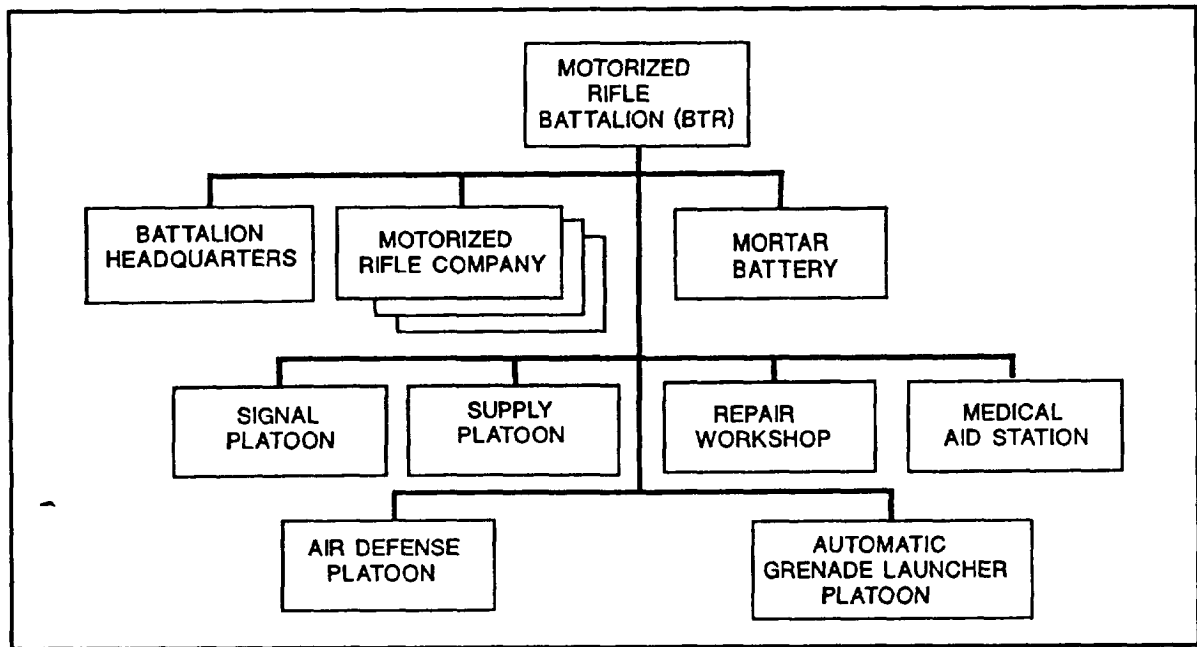 MOTORIZED
RIFLE
BATTALION (BTR)
BATTALION
HEADQUARTERS
MOTORIZED
RIFLE COMPANY
MORTAR
BATTERY
SIGNAL
PLATOON
SUPPLY
PLATOON
REPAIR
WORKSHOP
MEDICAL
AID STATION
AIR DEFENSE
PLATOON
AUTOMATIC
GRENADE LAUNCHER
PLATOON